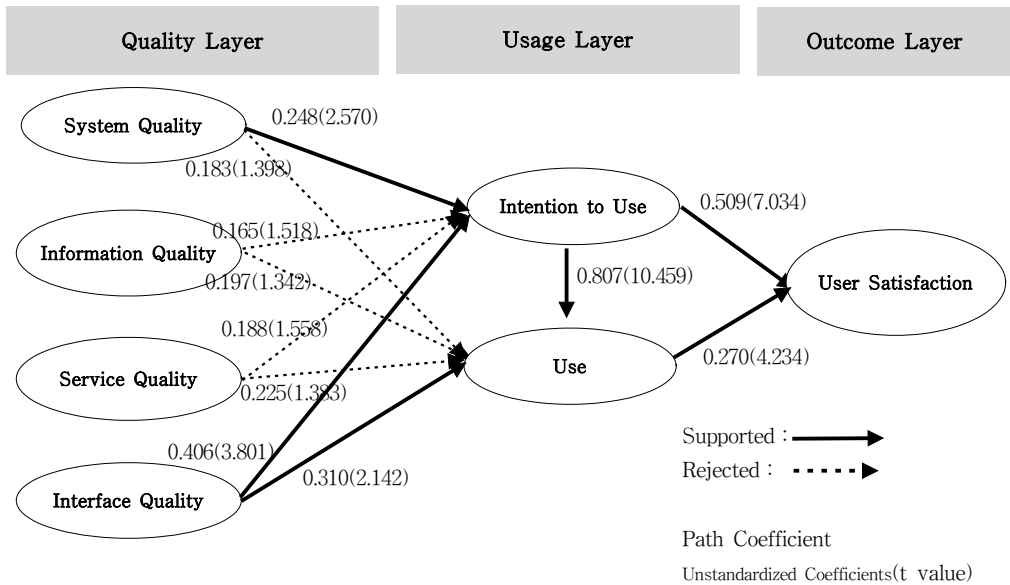 Quality Layer
Usage Layer
Outcome Layer
System Quality
0.248(2.570)
0.183(1.398)
Intention to Use
0.509(7.034)
Information Quality
0.165(1.518)
0.197(1.342)
0.807(10.459)
User Satisfaction
0.188(1.558)
Service Quality
0.225(1.383)
Use
0.270(4.234)
0.406(3.801)
0.310(2.142)
Interface Quality
Supported :
Rejected :
Path Coefficient
Unstandardized Coefficients(t value)